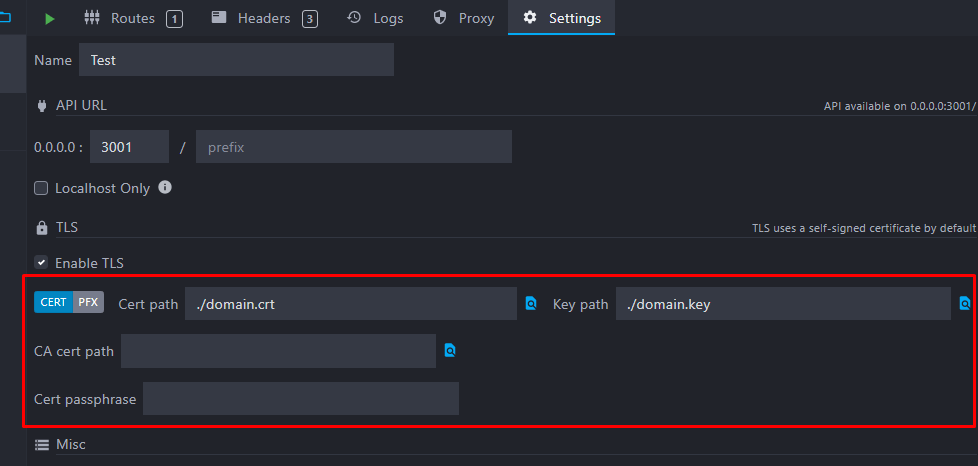 Routes 1 Headers 3 Logs Proxy Settings
Name Test
API URL API available on 0.0.0.0:3001/
0.0.0.0 : 3001 / prefix
Localhost Only
TLS TLS uses a self-signed certificate by default
Enable TLS
CERT PFX Cert path ./domain.crt Key path ./domain.key
CA cert path
Cert passphrase
Misc